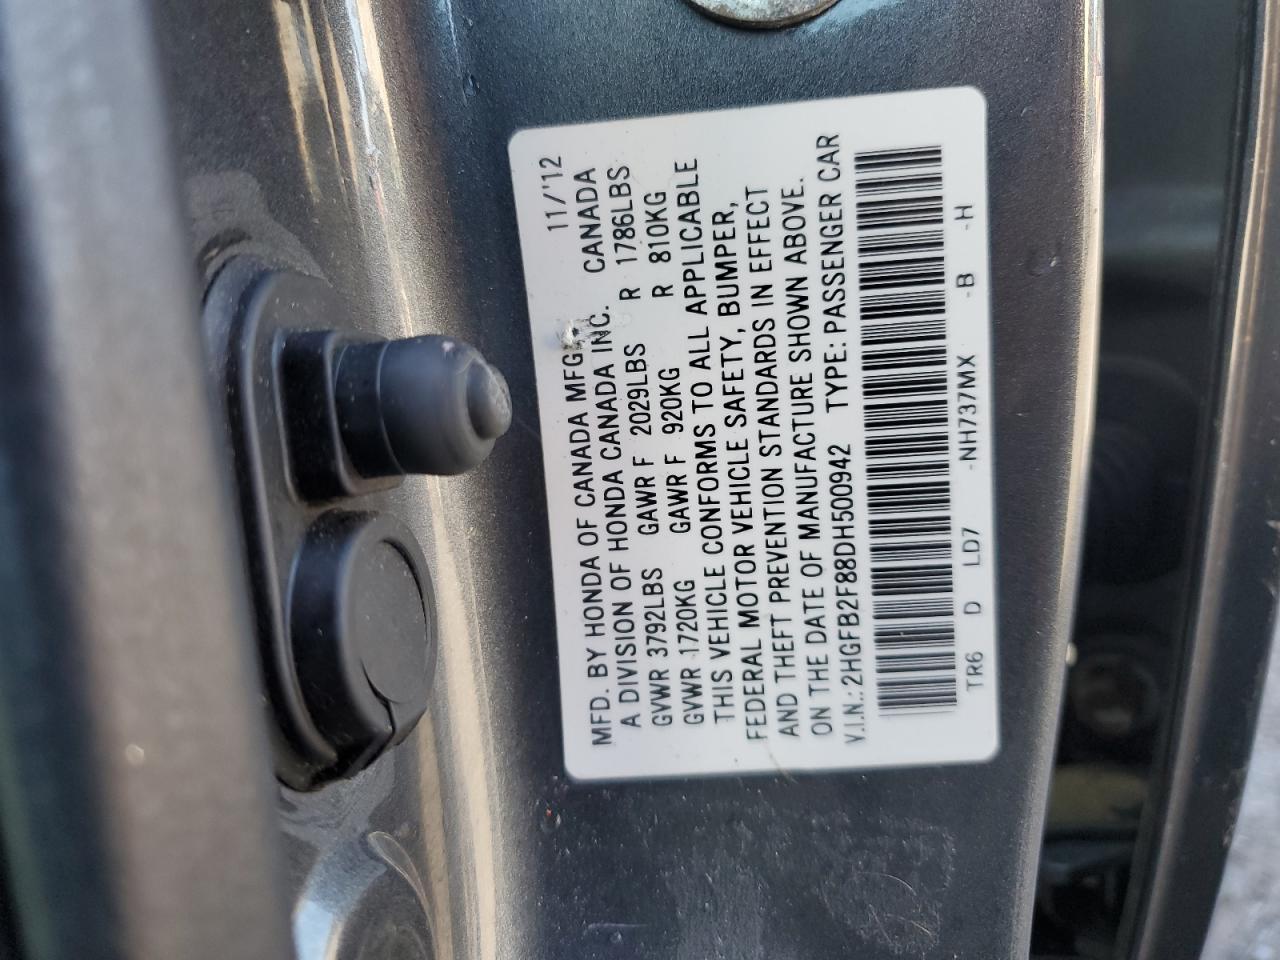 MFD. BY HONDA OF CANADA MFG. 11/'12
A DIVISION OF HONDA CANADA INC. CANADA
GVWR 3792LBS GAWR F 2029LBS R 1786LBS
GVWR 1720KG GAWR F 920KG R 810KG
THIS VEHICLE CONFORMS TO ALL APPLICABLE
FEDERAL MOTOR VEHICLE SAFETY, BUMPER,
AND THEFT PREVENTION STANDARDS IN EFFECT
ON THE DATE OF MANUFACTURE SHOWN ABOVE.
V.I.N.: 2HGFB2F88DH500942 TYPE: PASSENGER CAR
TR6 D LD7 -NH737MX -B -H